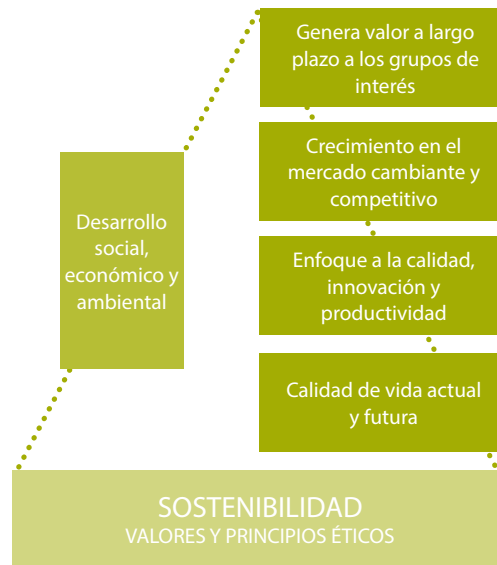 Genera valor a largo
plazo a los grupos de
interés
Crecimiento en el
mercado cambiante y
competitivo
Desarrollo
social,
económico y
ambiental
Enfoque a la calidad,
innovación y
productividad
Calidad de vida actual
y futura
SOSTENIBILIDAD
VALORES Y PRINCIPIOS ÉTICOS